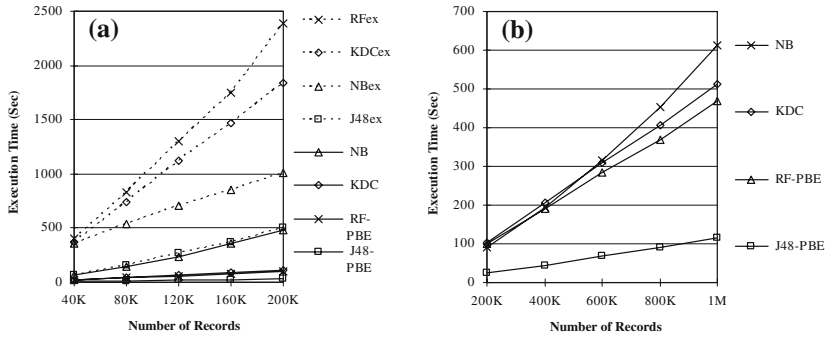 (a)
2500
2000
1500
1000
500
0
Execution Time (Sec)
40K 80K 120K 160K 200K
Number of Records
RFex
KDCex
NBex
J48ex
NB
KDC
RF-
PBE
J48-
PBE
(b)
700
600
500
400
300
200
100
0
Execution Time (Sec)
200K 400K 600K 800K 1M
Number of Records
NB
KDC
RF-PBE
J48-PBE